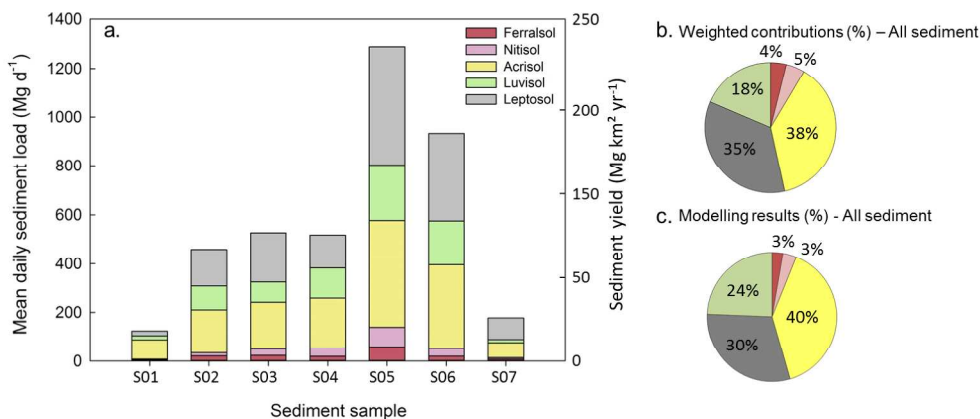 a.
Mean daily sediment load (Mg d⁻¹)
1400
1200
1000
800
600
400
200
0
Ferralsol
Nitisol
Acrisol
Luvisol
Leptosol
250
200
150
50
0
Sediment yield (Mg km² yr⁻¹)
S01 S02 S03 S04 S05 S06 S07
Sediment sample
b. Weighted contributions (%) – All sediment
4%
5%
18%
38%
35%
c. Modelling results (%) - All sediment
3%
3%
24%
40%
30%